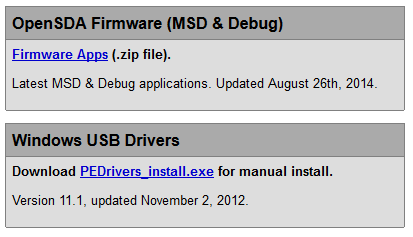 OpenSDA Firmware (MSD & Debug)
Firmware Apps (.zip file).
Latest MSD & Debug applications. Updated August 26th, 2014.
Windows USB Drivers
Download PEDrivers_install.exe for manual install.
Version 11.1, updated November 2, 2012.